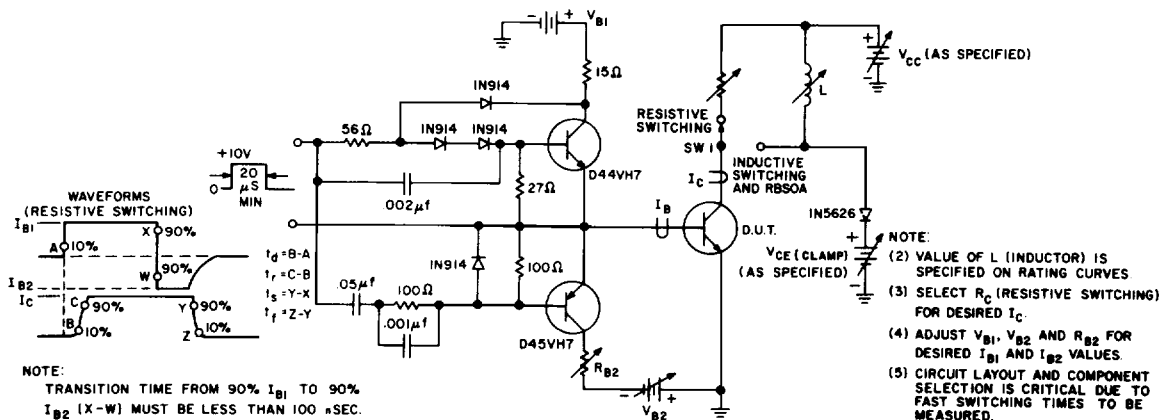 V_B1
15Ω
1N914
56Ω
1N914 1N914
D44VH7
.002μf
27Ω
+10V
0
20
μS
MIN
WAVEFORMS
(RESISTIVE SWITCHING)
I_B1
A 10%
X 90%
W 90%
I_B2
I_C
C 90%
B 10%
Y 90%
Z 10%
t_d = B-A
t_r = C-B
t_s = Y-X
t_f = Z-Y
1N914
100Ω
.05μf
100Ω
.001μf
D45VH7
R_B2
V_B2
I_B
I_C
D.U.T.
RESISTIVE
SWITCHING
SW1
INDUCTIVE
SWITCHING
AND RBSOA
L
V_CC (AS SPECIFIED)
IN5626
V_CE (CLAMP)
(AS SPECIFIED)
NOTE:
TRANSITION TIME FROM 90% I_B1 TO 90%
I_B2 (X-W) MUST BE LESS THAN 100 nSEC.
NOTE:
(2) VALUE OF L (INDUCTOR) IS
SPECIFIED ON RATING CURVES
(3) SELECT R_C (RESISTIVE SWITCHING)
FOR DESIRED I_C.
(4) ADJUST V_B1, V_B2 AND R_B2 FOR
DESIRED I_B1 AND I_B2 VALUES.
(5) CIRCUIT LAYOUT AND COMPONENT
SELECTION IS CRITICAL DUE TO
FAST SWITCHING TIMES TO BE
MEASURED.